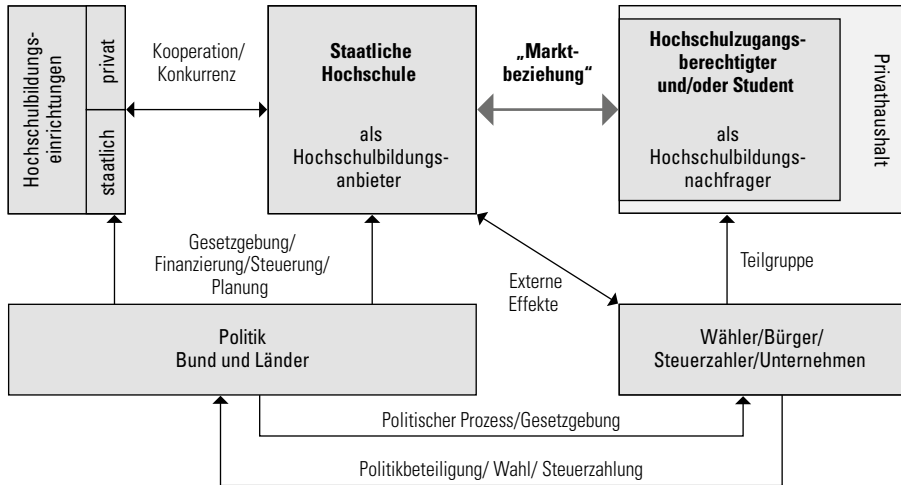 Hochschulbildungs-
einrichtungen
privat
staatlich
Kooperation/
Konkurrenz
Staatliche
Hochschule
als
Hochschulbildungs-
anbieter
„Markt-
beziehung“
Hochschulzugangs-
berechtigter
und/oder Student
als
Hochschulbildungs-
nachfrager
Privathaushalt
Gesetzgebung/
Finanzierung/Steuerung/
Planung
Externe
Effekte
Teilgruppe
Politik
Bund und Länder
Wähler/Bürger/
Steuerzahler/Unternehmen
Politischer Prozess/Gesetzgebung
Politikbeteiligung/ Wahl/ Steuerzahlung